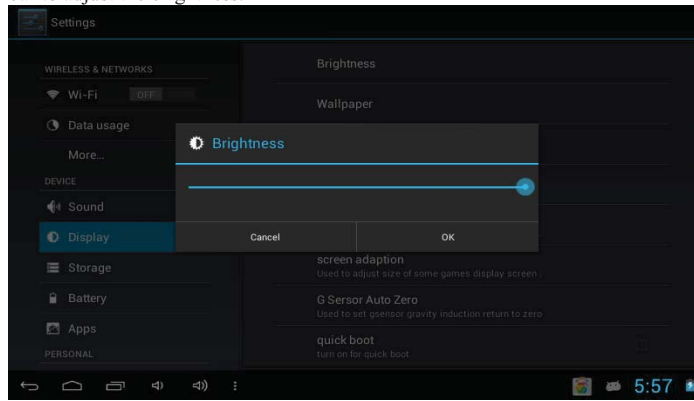 Settings
WIRELESS & NETWORKS
Wi-Fi OFF
Data usage
More...
DEVICE
Sound
Display
Storage
Battery
Apps
PERSONAL
Brightness
Wallpaper
Brightness
Cancel OK
screen adaption
Used to adjust size of some games display screen .
G Sersor Auto Zero
Used to set gsensor gravity induction return to zero
quick boot
turn on for quick boot
5:57